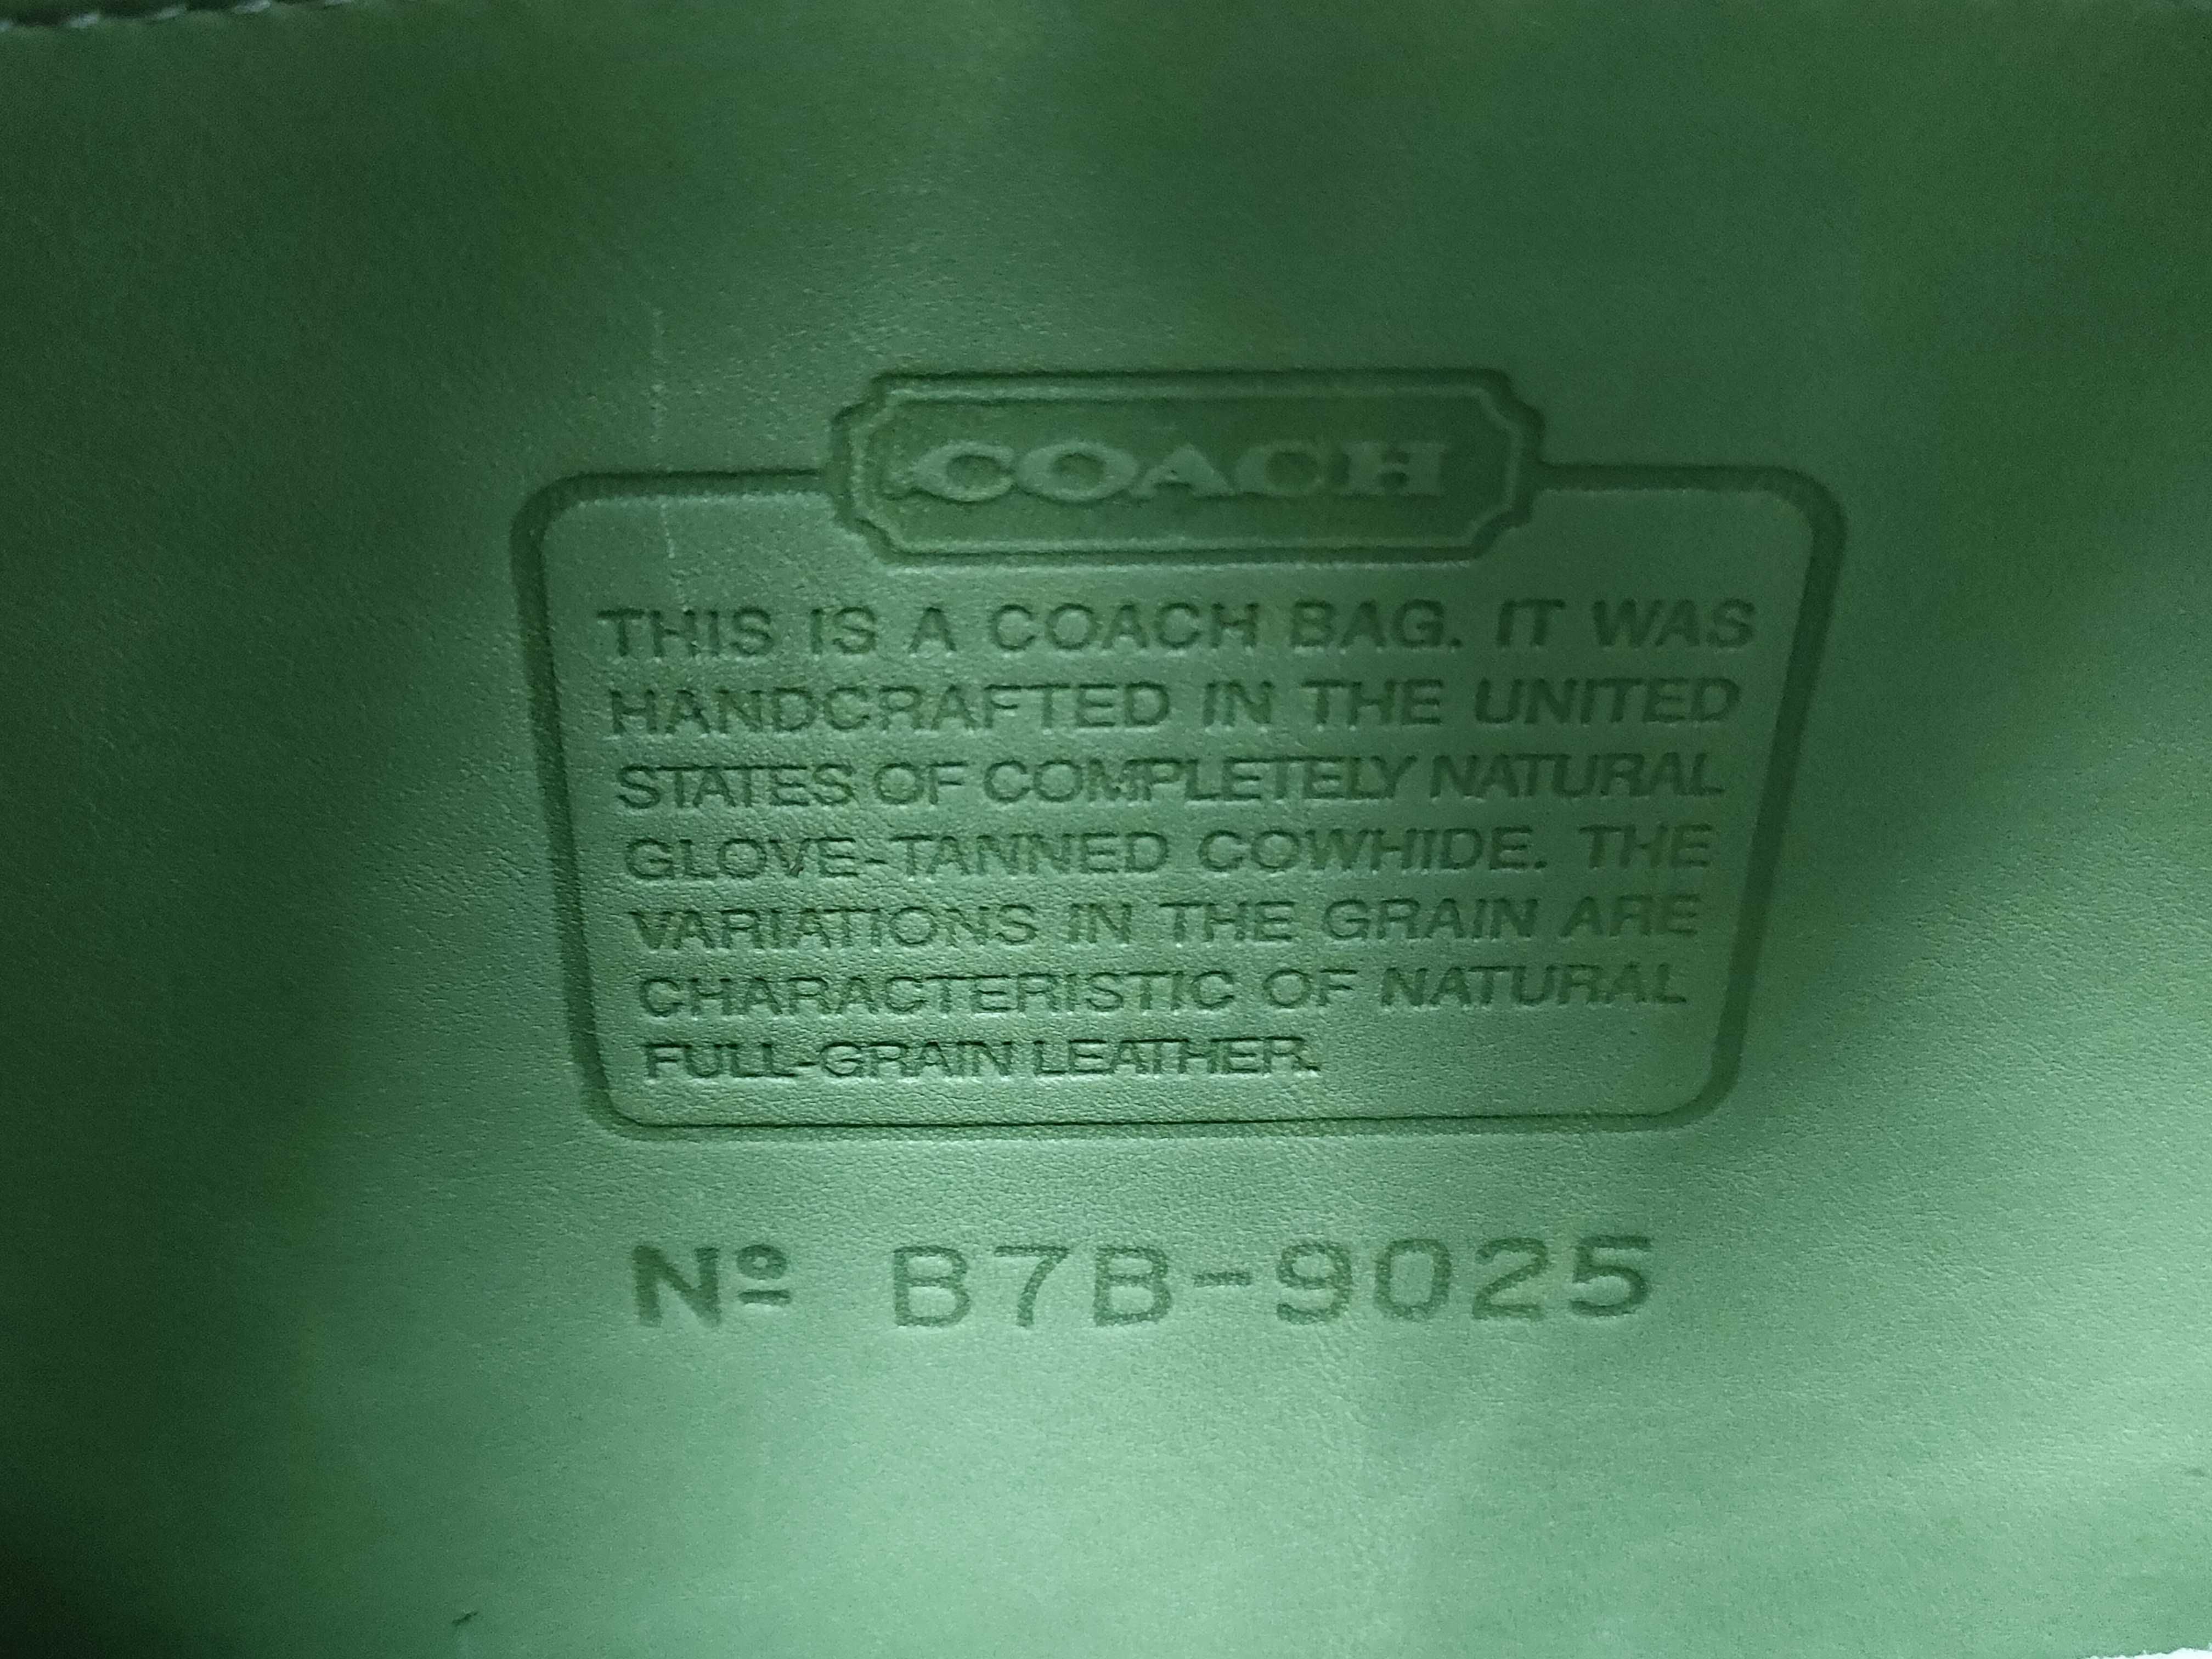 COACH
THIS IS A COACH BAG. IT WAS
HANDCRAFTED IN THE UNITED
STATES OF COMPLETELY NATURAL
GLOVE-TANNED COWHIDE. THE
VARIATIONS IN THE GRAIN ARE
CHARACTERISTIC OF NATURAL
FULL-GRAIN LEATHER.
Nº B7B-9025